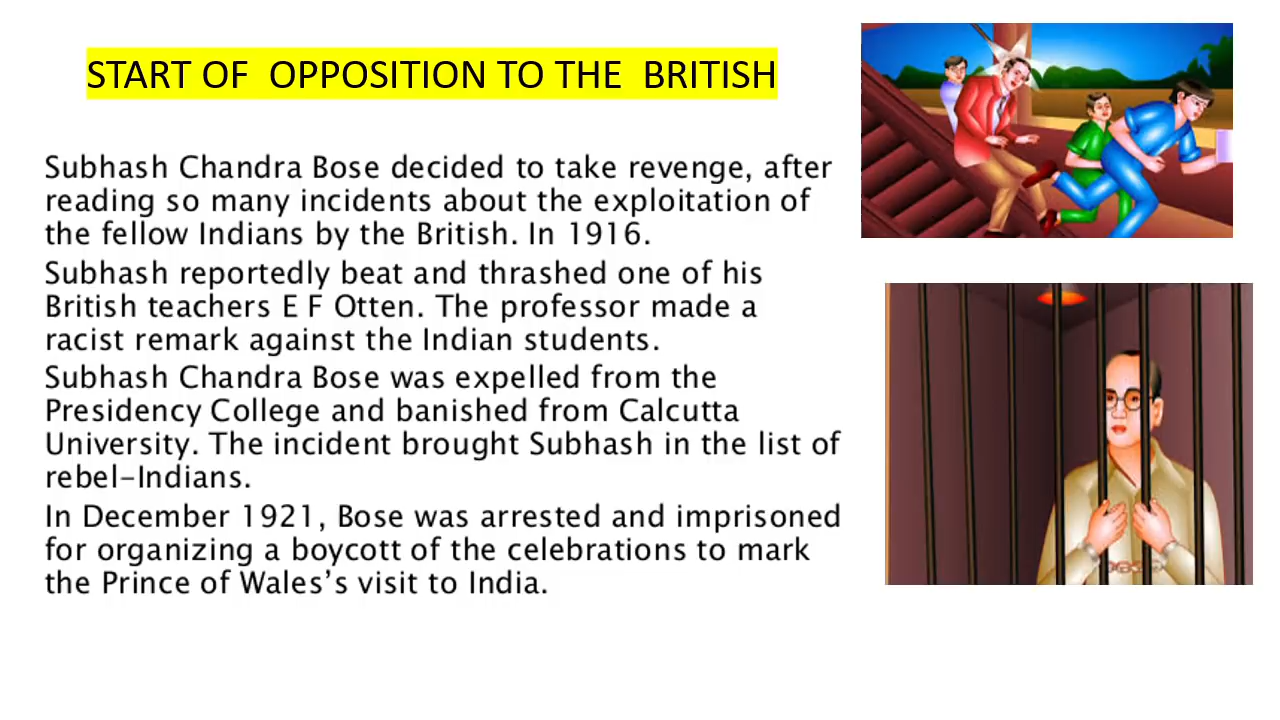 START OF  OPPOSITION TO THE  BRITISH
Subhash Chandra Bose decided to take revenge, after
reading so many incidents about the exploitation of
the fellow Indians by the British. In 1916.
Subhash reportedly beat and thrashed one of his
British teachers E F Otten. The professor made a
racist remark against the Indian students.
Subhash Chandra Bose was expelled from the
Presidency College and banished from Calcutta
University. The incident brought Subhash in the list of
rebel-Indians.
In December 1921, Bose was arrested and imprisoned
for organizing a boycott of the celebrations to mark
the Prince of Wales’s visit to India.